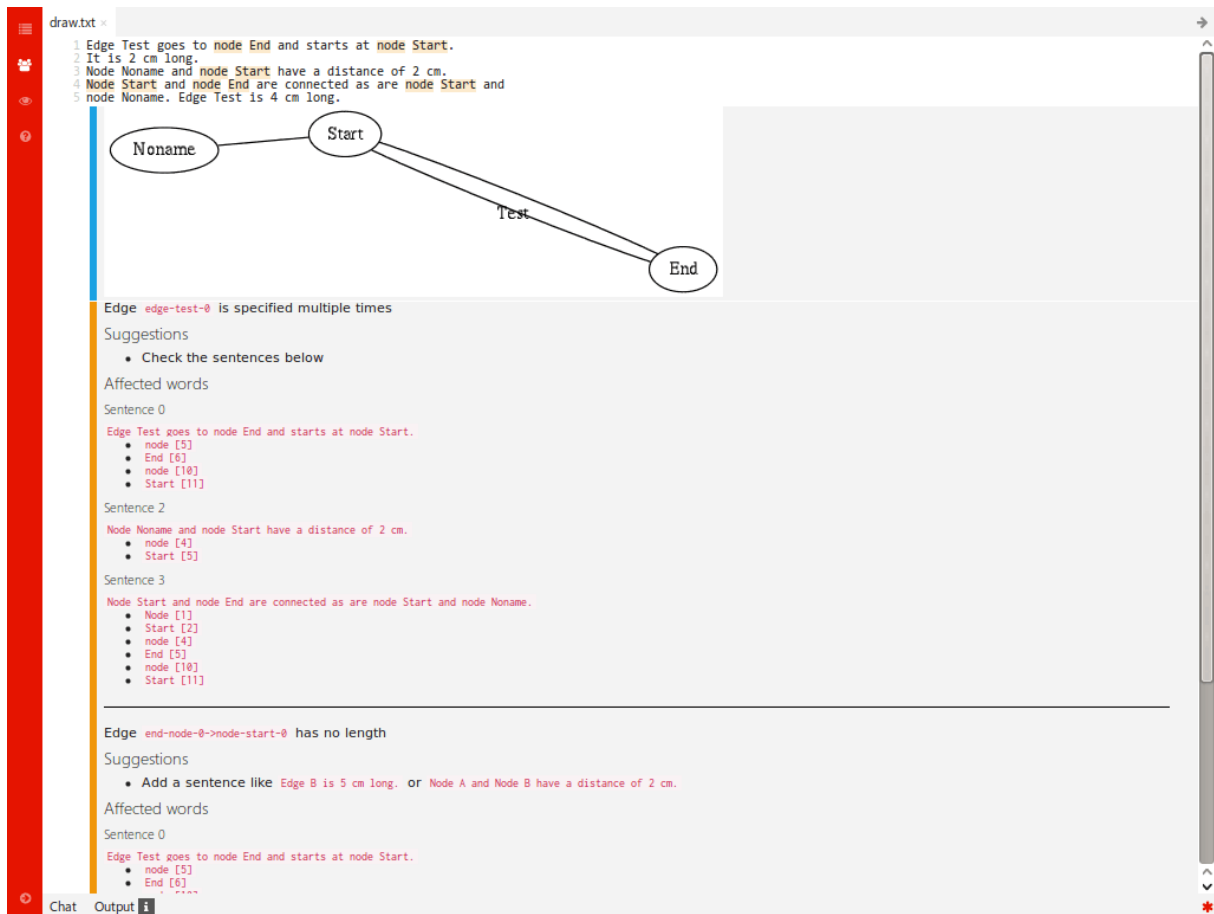 draw.txt ×
1 Edge Test goes to node End and starts at node Start.
2 It is 2 cm long.
3 Node Noname and node Start have a distance of 2 cm.
4 Node Start and node End are connected as are node Start and
5 node Noname. Edge Test is 4 cm long.
Start
Noname
Test
End
Edge edge-test-0 is specified multiple times
Suggestions
• Check the sentences below
Affected words
Sentence 0
Edge Test goes to node End and starts at node Start.
• node [5]
• End [6]
• node [10]
• Start [11]
Sentence 2
Node Noname and node Start have a distance of 2 cm.
• node [4]
• Start [5]
Sentence 3
Node Start and node End are connected as are node Start and node Noname.
• Node [1]
• Start [2]
• node [4]
• End [5]
• node [10]
• Start [11]
Edge end-node-0->node-start-0 has no length
Suggestions
• Add a sentence like Edge B is 5 cm long. or Node A and Node B have a distance of 2 cm.
Affected words
Sentence 0
Edge Test goes to node End and starts at node Start.
• node [5]
• End [6]
Chat Output i